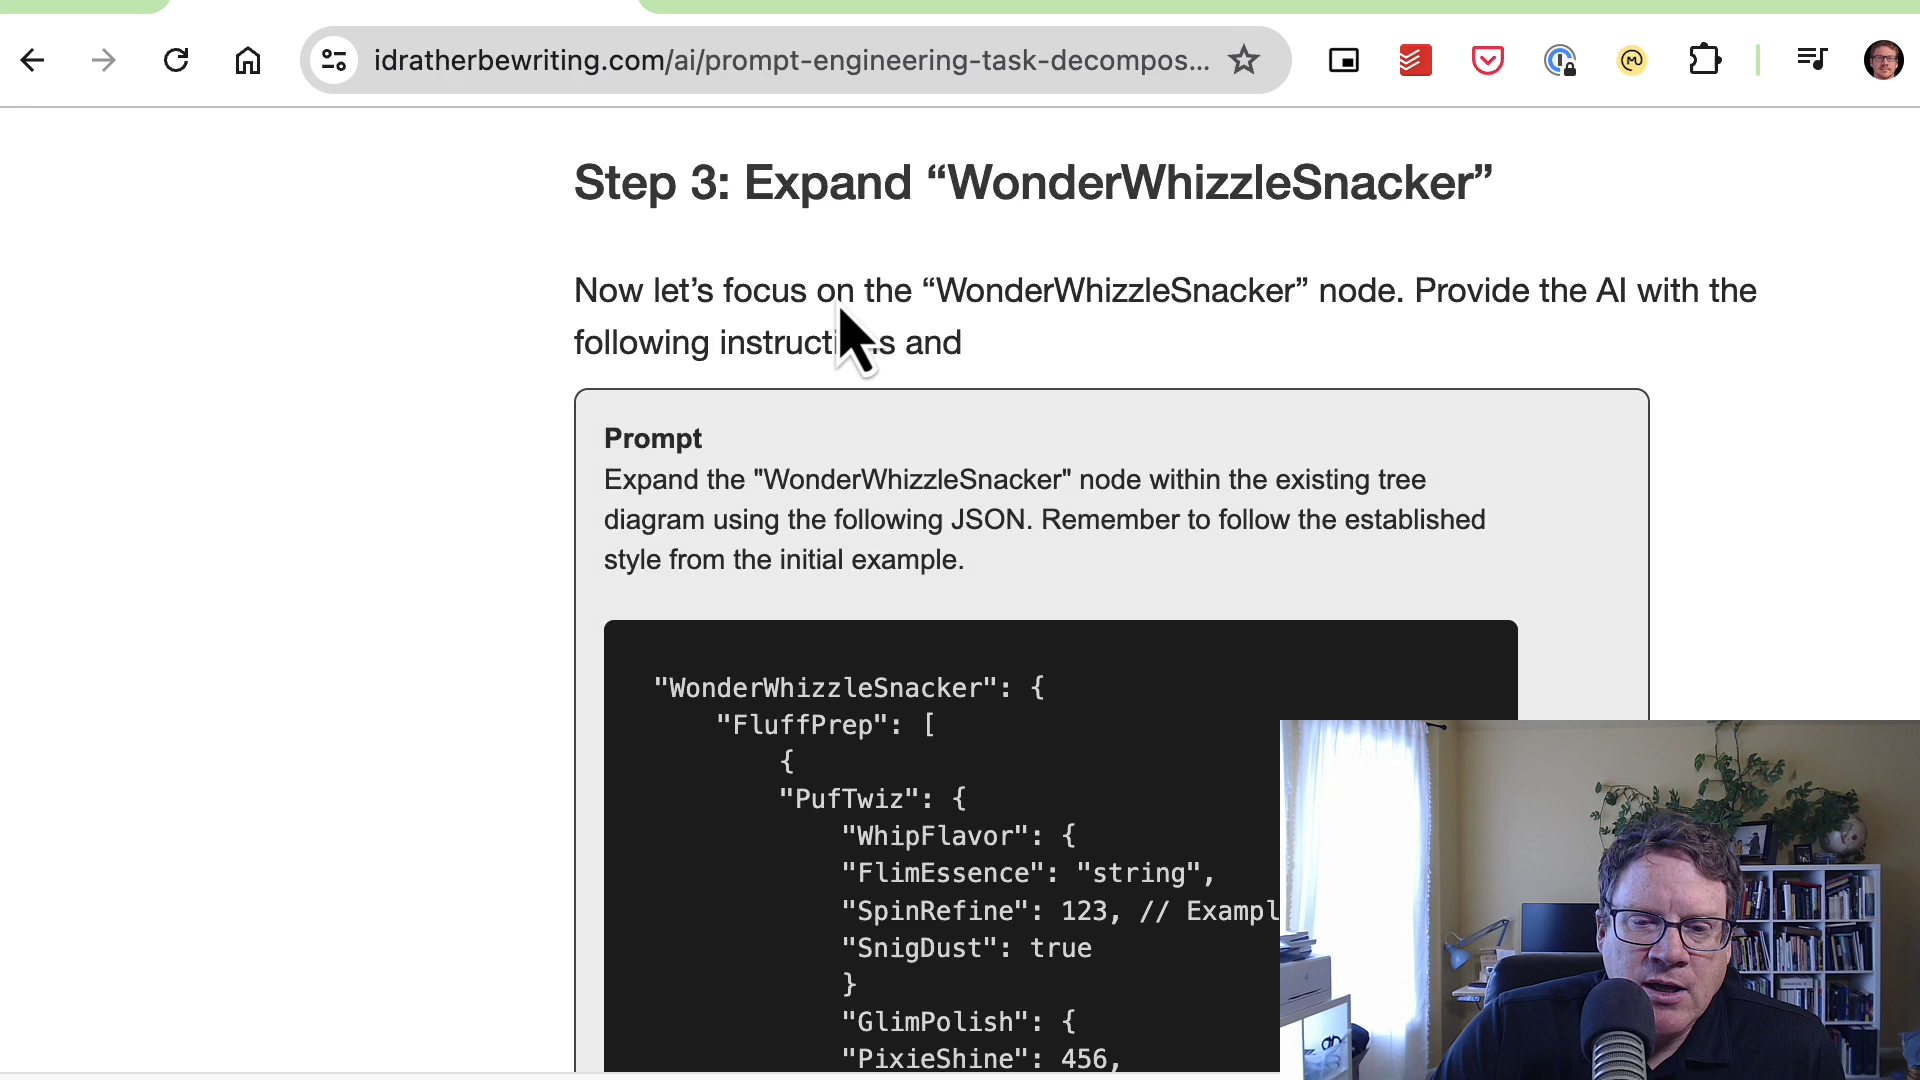 idratherbewriting.com/ai/prompt-engineering-task-decompos...
Step 3: Expand “WonderWhizzleSnacker”
Now let’s focus on the “WonderWhizzleSnacker” node. Provide the AI with the
following instructions and
Prompt
Expand the "WonderWhizzleSnacker" node within the existing tree
diagram using the following JSON. Remember to follow the established
style from the initial example.
"WonderWhizzleSnacker": {
"FluffPrep": [
{
"PufTwiz": {
"WhipFlavor": {
"FlimEssence": "string",
"SpinRefine": 123, // Exampl
"SnigDust": true
}
"GlimPolish": {
"PixieShine": 456,